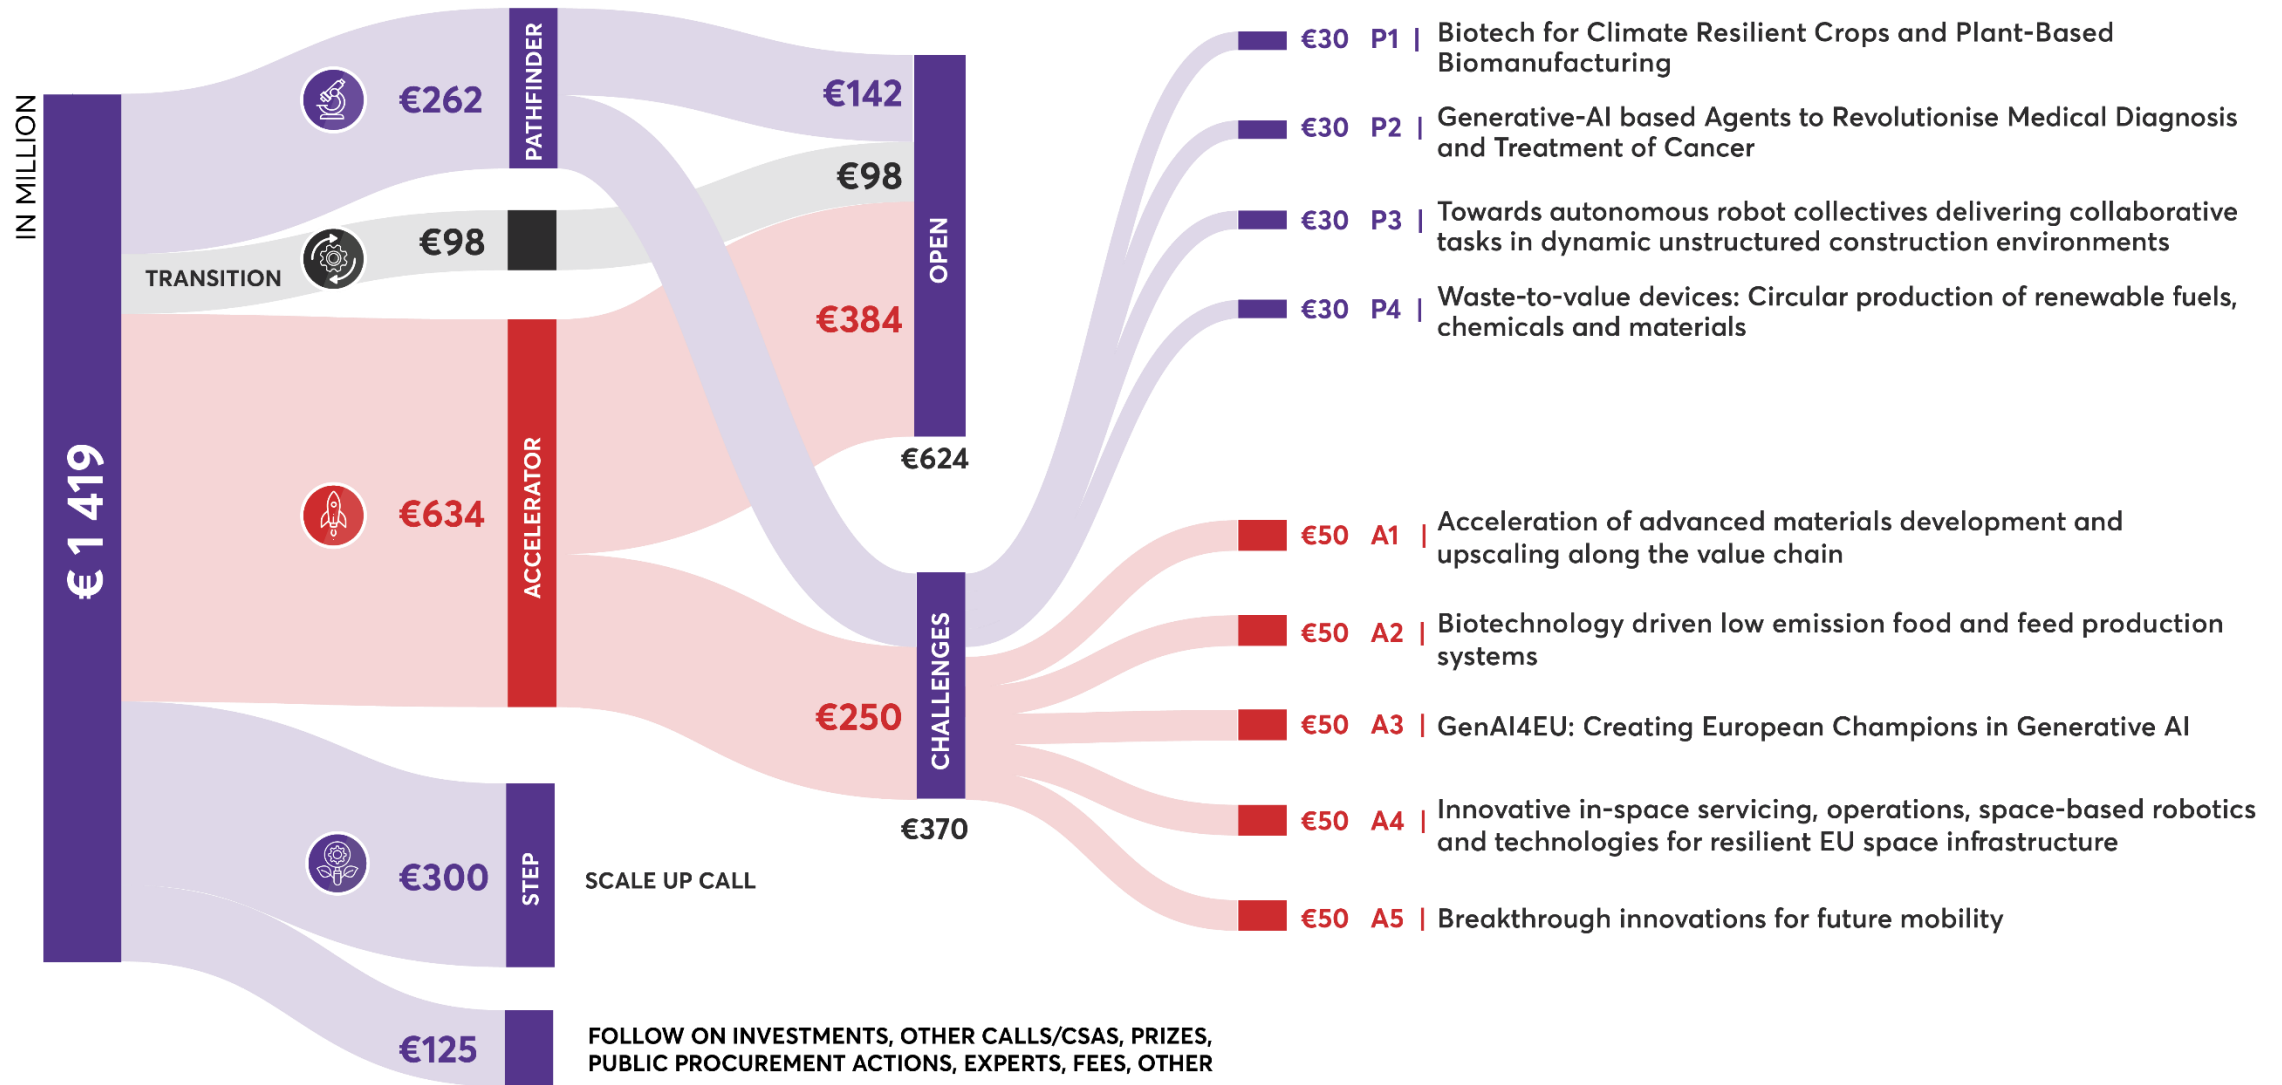 IN MILLION
€ 1 419
€262
PATHFINDER
TRANSITION
€98
€634
ACCELERATOR
€300
STEP
SCALE UP CALL
€125
FOLLOW ON INVESTMENTS, OTHER CALLS/CSAS, PRIZES,
PUBLIC PROCUREMENT ACTIONS, EXPERTS, FEES, OTHER
€142
€98
€384
OPEN
€624
€250
CHALLENGES
€370
€30 P1 | Biotech for Climate Resilient Crops and Plant-Based
Biomanufacturing
€30 P2 | Generative-AI based Agents to Revolutionise Medical Diagnosis
and Treatment of Cancer
€30 P3 | Towards autonomous robot collectives delivering collaborative
tasks in dynamic unstructured construction environments
€30 P4 | Waste-to-value devices: Circular production of renewable fuels,
chemicals and materials
€50 A1 | Acceleration of advanced materials development and
upscaling along the value chain
€50 A2 | Biotechnology driven low emission food and feed production
systems
€50 A3 | GenAI4EU: Creating European Champions in Generative AI
€50 A4 | Innovative in-space servicing, operations, space-based robotics
and technologies for resilient EU space infrastructure
€50 A5 | Breakthrough innovations for future mobility